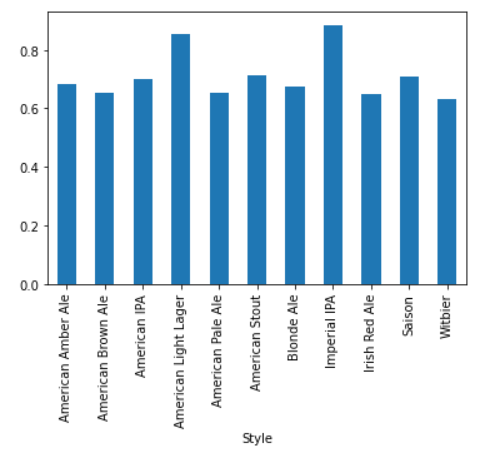 0.8
0.6
0.4
0.2
0.0
American Amber Ale
American Brown Ale
American IPA
American Light Lager
American Pale Ale
American Stout
Blonde Ale
Imperial IPA
Irish Red Ale
Saison
Witbier
Style